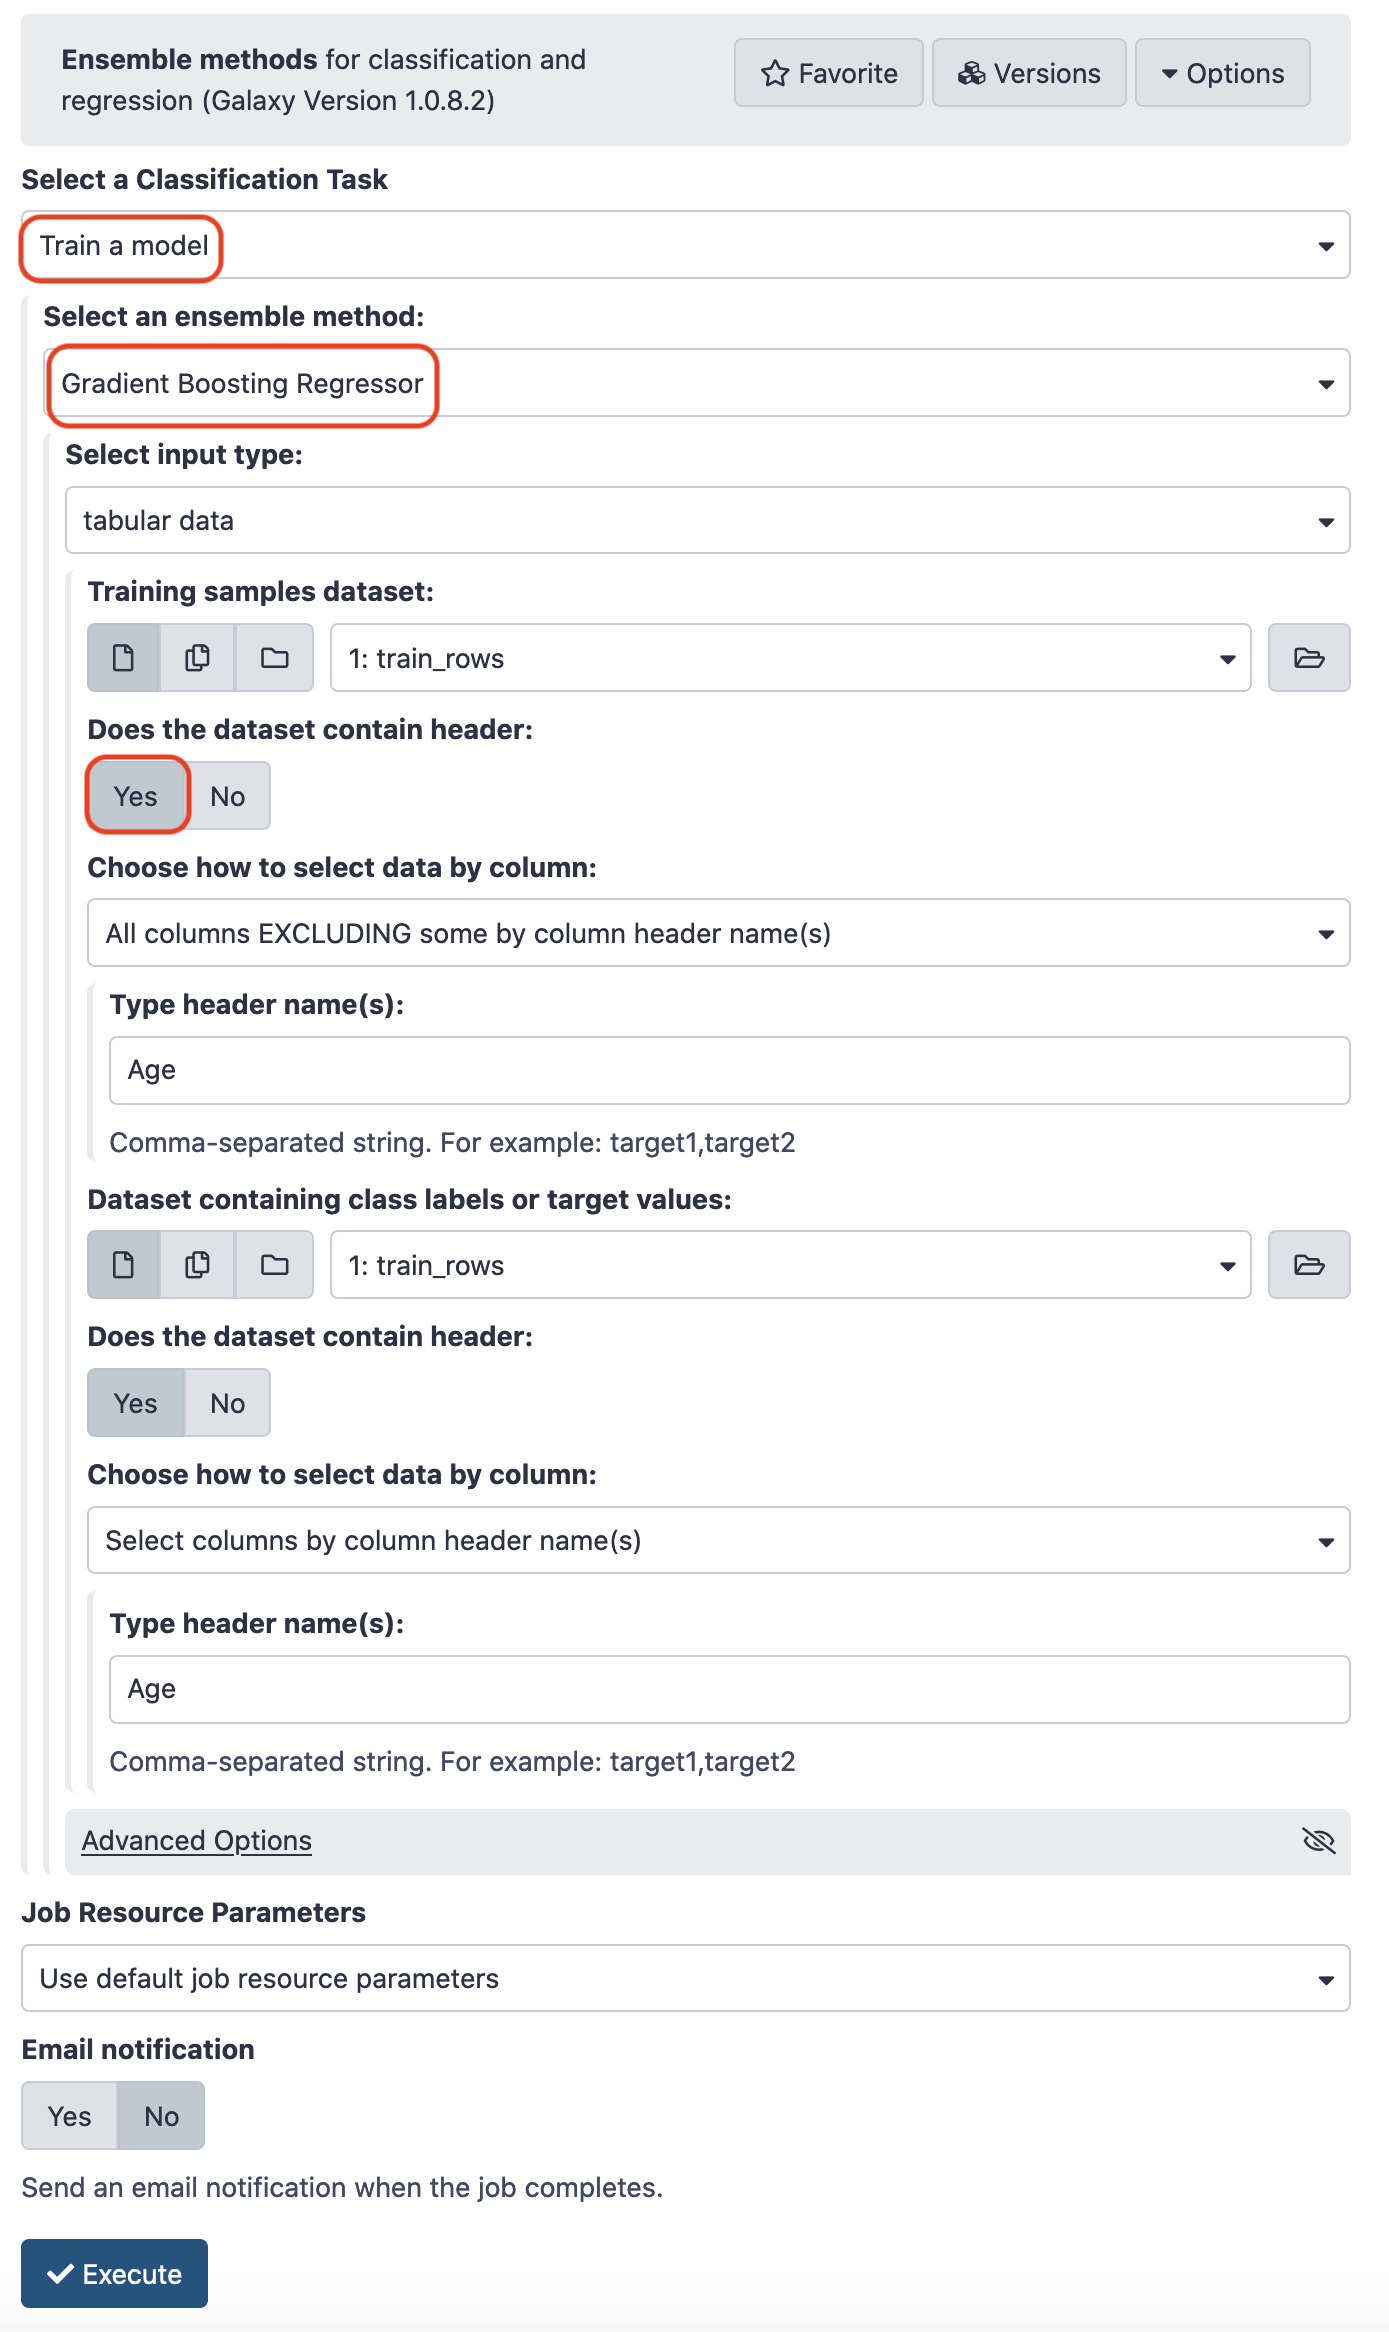 Ensemble methods for classification and
regression (Galaxy Version 1.0.8.2)
Favorite
Versions
Options
Select a Classification Task
Train a model
Select an ensemble method:
Gradient Boosting Regressor
Select input type:
tabular data
Training samples dataset:
1: train_rows
Does the dataset contain header:
Yes No
Choose how to select data by column:
All columns EXCLUDING some by column header name(s)
Type header name(s):
Age
Comma-separated string. For example: target1,target2
Dataset containing class labels or target values:
1: train_rows
Does the dataset contain header:
Yes No
Choose how to select data by column:
Select columns by column header name(s)
Type header name(s):
Age
Comma-separated string. For example: target1,target2
Advanced Options
Job Resource Parameters
Use default job resource parameters
Email notification
Yes No
Send an email notification when the job completes.
Execute